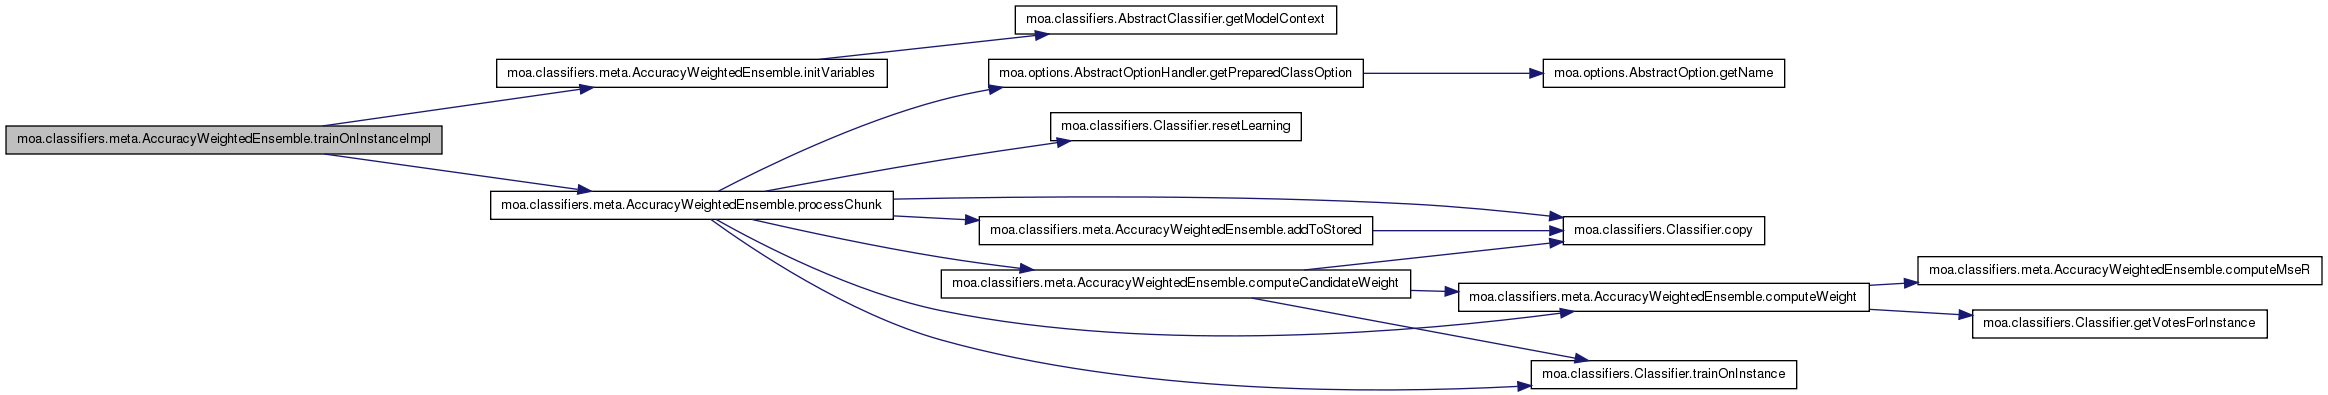 moa.classifiers.AbstractClassifier.getModelContext
moa.classifiers.meta.AccuracyWeightedEnsemble.initVariables
moa.options.AbstractOptionHandler.getPreparedClassOption
moa.options.AbstractOption.getName
moa.classifiers.Classifier.resetLearning
moa.classifiers.meta.AccuracyWeightedEnsemble.trainOnInstanceImpl
moa.classifiers.meta.AccuracyWeightedEnsemble.processChunk
moa.classifiers.meta.AccuracyWeightedEnsemble.addToStored
moa.classifiers.Classifier.copy
moa.classifiers.meta.AccuracyWeightedEnsemble.computeCandidateWeight
moa.classifiers.meta.AccuracyWeightedEnsemble.computeWeight
moa.classifiers.meta.AccuracyWeightedEnsemble.computeMseR
moa.classifiers.Classifier.getVotesForInstance
moa.classifiers.Classifier.trainOnInstance